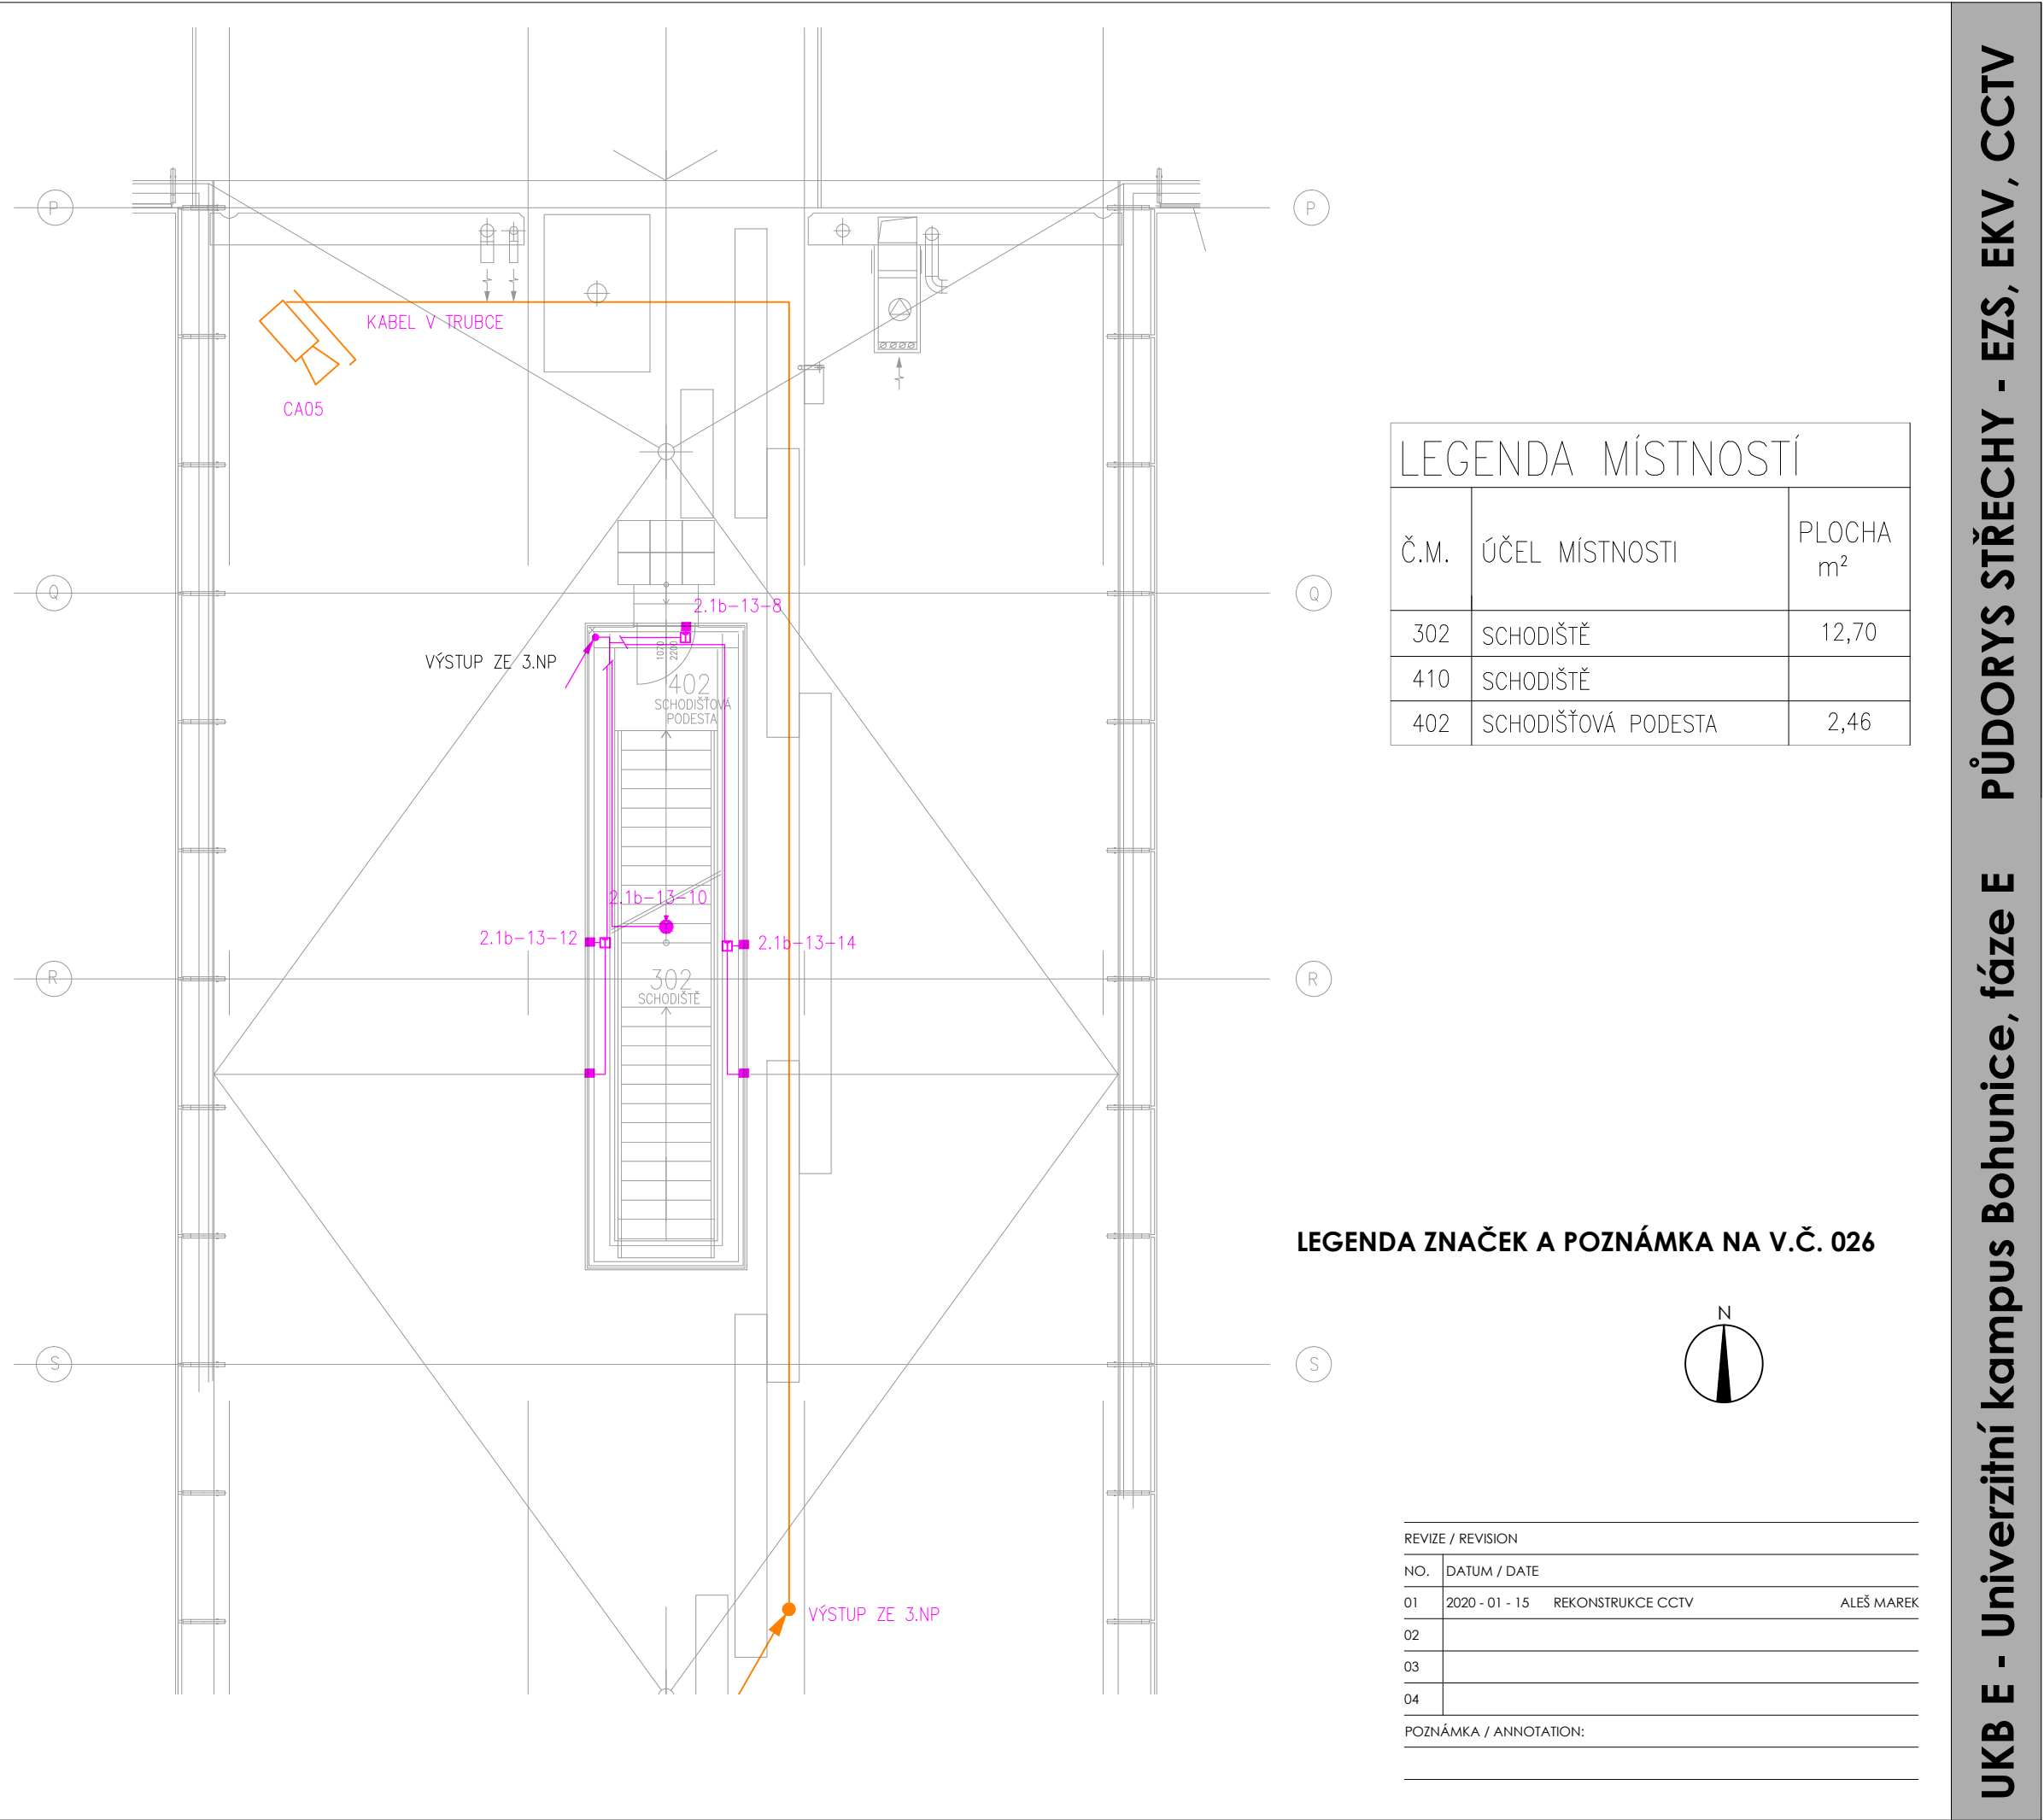 P
P
KABEL V TRUBCE
CA05
Q
Q
2.1b-13-8
VÝSTUP ZE 3.NP
1070
2200
402
SCHODIŠŤOVÁ
PODESTA
2.1b-13-10
2.1b-13-12
2.1b-13-14
R
R
302
SCHODIŠTĚ
S
S
VÝSTUP ZE 3.NP
LEGENDA MÍSTNOSTÍ
Č.M. ÚČEL MÍSTNOSTI PLOCHA m²
302 SCHODIŠTĚ 12,70
410 SCHODIŠTĚ
402 SCHODIŠŤOVÁ PODESTA 2,46
LEGENDA ZNAČEK A POZNÁMKA NA V.Č. 026
N
REVIZE / REVISION
NO. DATUM / DATE
01 2020 - 01 - 15 REKONSTRUKCE CCTV ALEŠ MAREK
02
03
04
POZNÁMKA / ANNOTATION:
UKB E - Univerzitní kampus Bohunice, fáze E PŮDORYS STŘECHY - EZS, EKV, CCTV